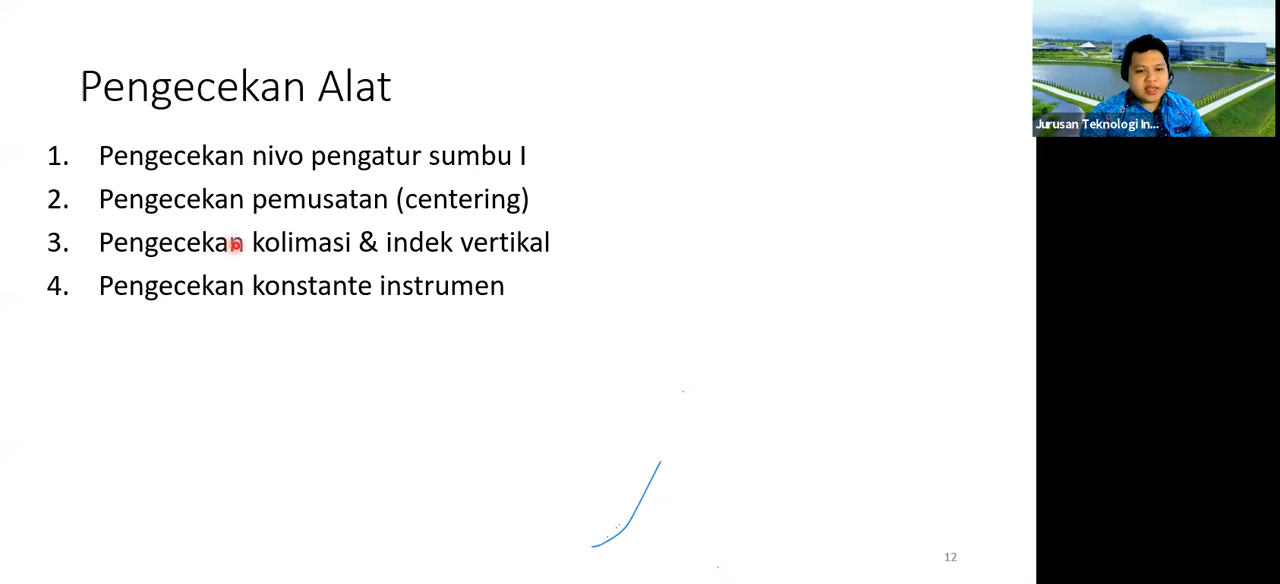 Pengecekan Alat
1. Pengecekan nivo pengatur sumbu I
2. Pengecekan pemusatan (centering)
3. Pengecekan kolimasi & indek vertikal
4. Pengecekan konstante instrumen
12
Jurusan Teknologi In...